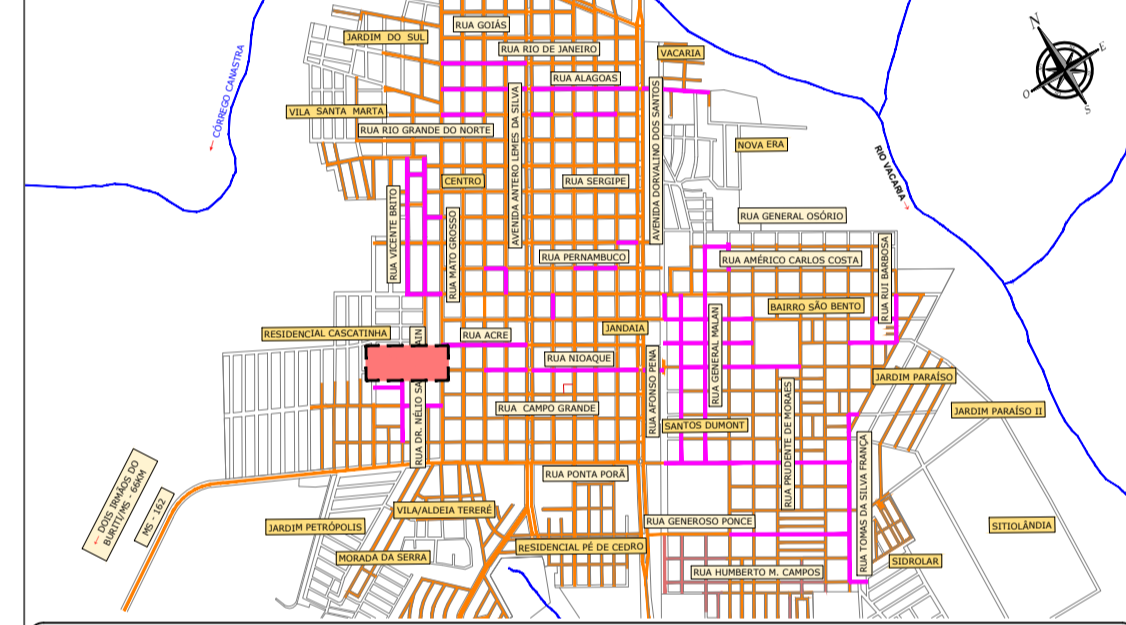 RUA GOIÁS
JARDIM DO SUL
RUA RIO DE JANEIRO
VACARIA
N
E
S
O
← CÓRREGO CANASTRA
RUA ALAGOAS
VILA SANTA MARTA
RUA RIO GRANDE DO NORTE
AVENIDA ANTERO LEMES DA SILVA
AVENIDA DORVALINO DOS SANTOS
NOVA ERA
RIO VACARIA →
CENTRO
RUA SERGIPE
RUA VICENTE BRITO
RUA MATO GROSSO
RUA GENERAL OSÓRIO
RUA PERNAMBUCO
RUA AMÉRICO CARLOS COSTA
RUA RUI BARBOSA
BAIRRO SÃO BENTO
RESIDENCIAL CASCATINHA
RUA ACRE
JANDAIA
RUA GENERAL MALAN
RUA NIOAQUE
RUA AFONSO PENA
JARDIM PARAÍSO
RUA DR. NÉLIO
RUA CAMPO GRANDE
RUA PRUDENTE DE MORAES
JARDIM PARAÍSO II
SANTOS DUMONT
RUA TOMAS DA SILVA FRANÇA
← DOIS IRMÃOS DO
BURITI/MS - 66KM
MS - 162
RUA PONTA PORÃ
VILA/ALDEIA TERERÉ
JARDIM PETRÓPOLIS
RUA GENEROSO PONCE
SITIOLÂNDIA
RESIDENCIAL PÉ DE CEDRO
MORADA DA SERRA
SIDROLAR
RUA HUMBERTO M. CAMPOS